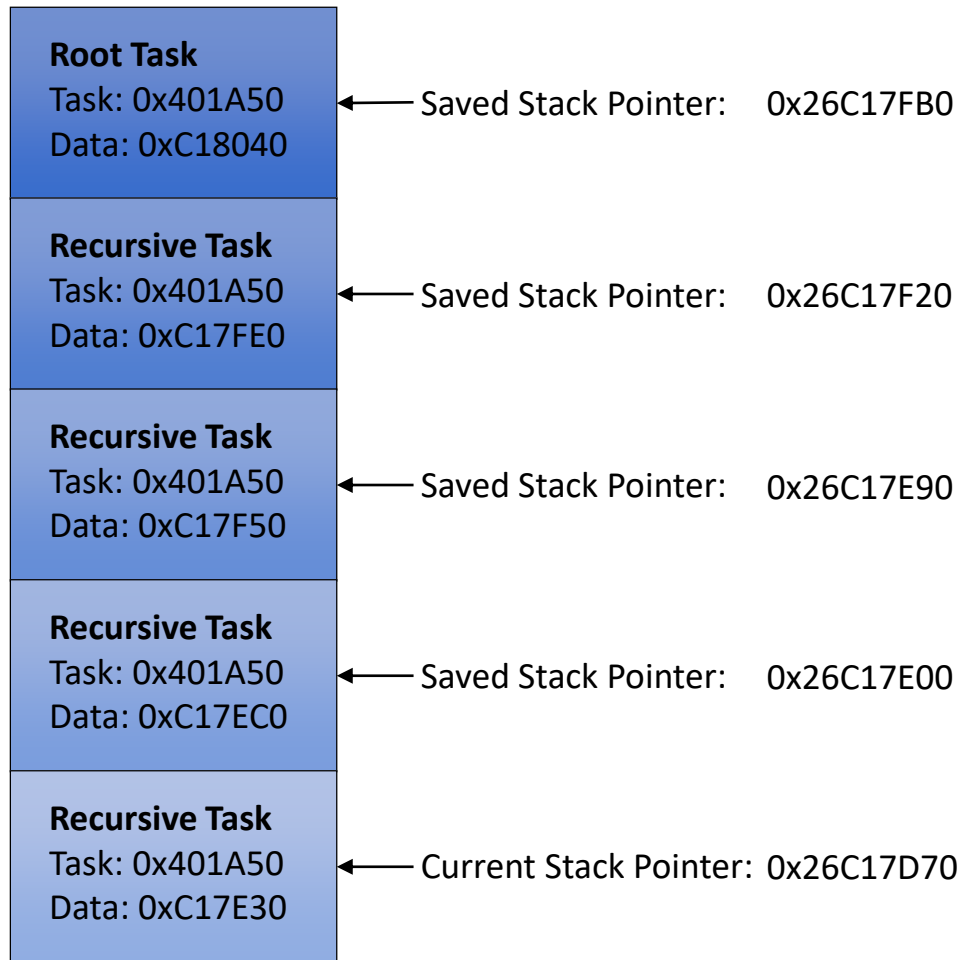 Root Task
Task: 0x401A50
Data: 0xC18040
Saved Stack Pointer: 0x26C17FB0
Recursive Task
Task: 0x401A50
Data: 0xC17FE0
Saved Stack Pointer: 0x26C17F20
Recursive Task
Task: 0x401A50
Data: 0xC17F50
Saved Stack Pointer: 0x26C17E90
Recursive Task
Task: 0x401A50
Data: 0xC17EC0
Saved Stack Pointer: 0x26C17E00
Recursive Task
Task: 0x401A50
Data: 0xC17E30
Current Stack Pointer: 0x26C17D70